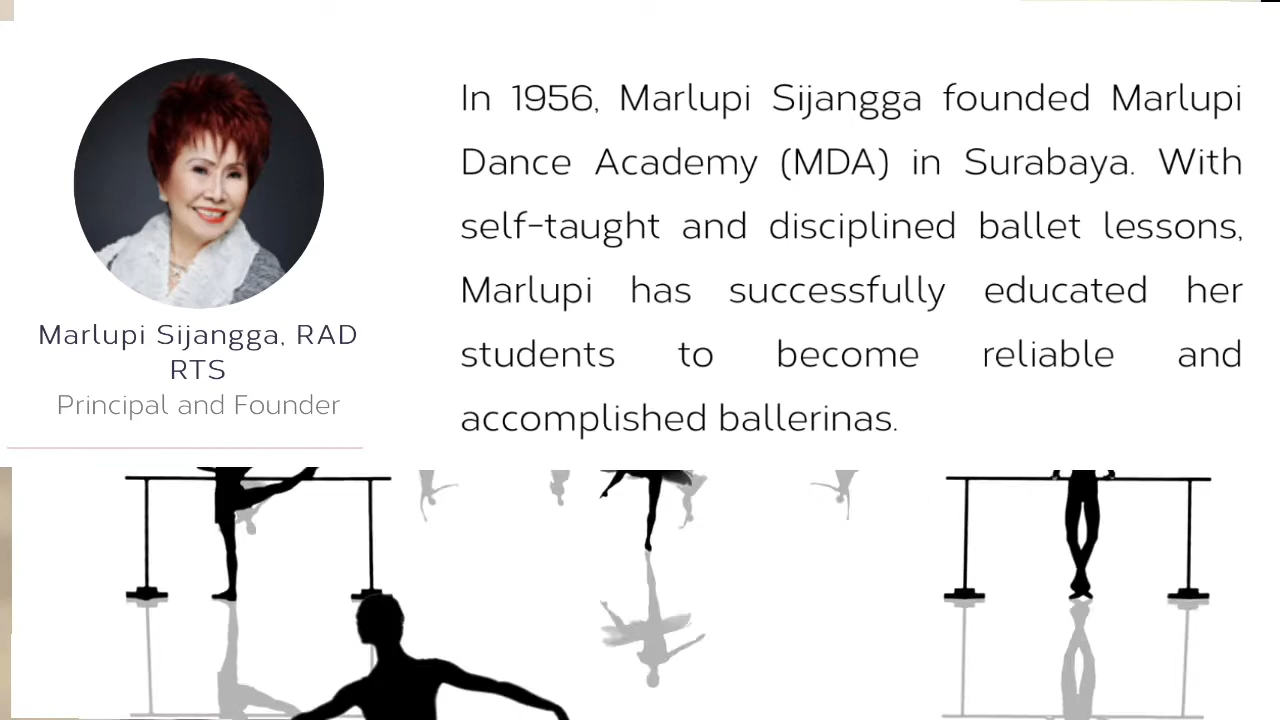 Marlupi Sijangga, RAD
RTS
Principal and Founder
In 1956, Marlupi Sijangga founded Marlupi
Dance Academy (MDA) in Surabaya. With
self-taught and disciplined ballet lessons,
Marlupi has successfully educated her
students to become reliable and
accomplished ballerinas.